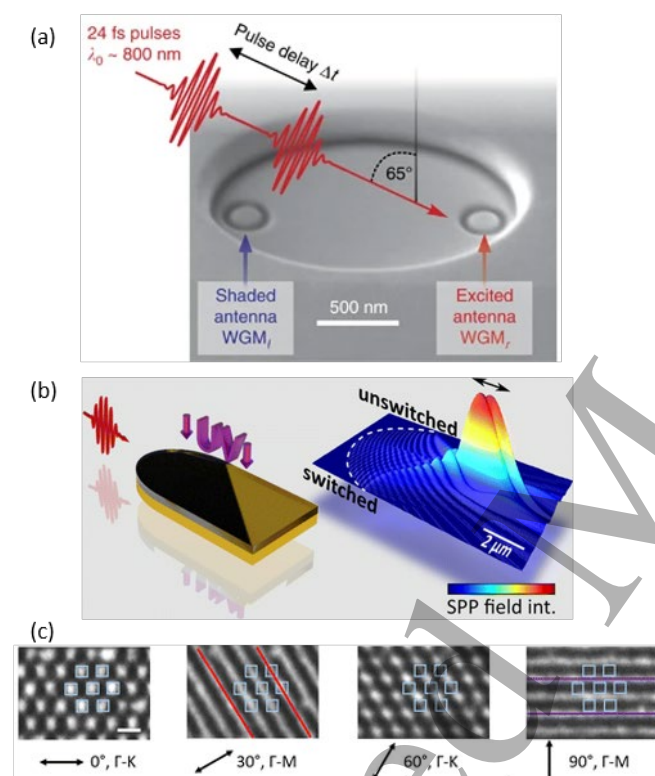 (a)
24 fs pulses
λ₀ ~ 800 nm
Pulse delay Δt
65°
Shaded
antenna
WGMₗ
Excited
antenna
WGMᵣ
500 nm
(b)
unswitched
switched
2 μm
SPP field int.
(c)
0°, Γ-K
30°, Γ-M
60°, Γ-K
90°, Γ-M